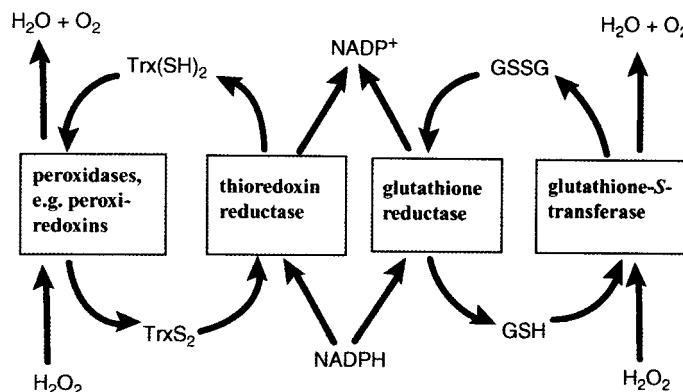 H₂O + O₂
NADP⁺
H₂O + O₂
Trx(SH)₂
GSSG
peroxidases,
e.g. peroxi-
redoxins
thioredoxin
reductase
glutathione
reductase
glutathione-S-
transferase
TrxS₂
GSH
NADPH
H₂O₂
H₂O₂